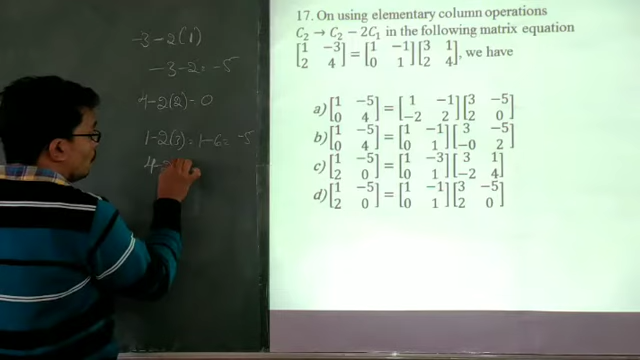 -3-2(1)
-3-2=-5
4-2(2)-0
1-2(3)=1-6= -5
4-2
17. On using elementary column operations
C₂ → C₂ − 2C₁ in the following matrix equation
[1 −3; 2 4] = [1 −1; 0 1][3 1; 2 4], we have
a) [1 −5; 0 4] = [1 −1; −2 2][3 −5; 2 0]
b) [1 −5; 0 4] = [1 −1; 0 1][3 −5; −0 2]
c) [1 −5; 2 0] = [1 −3; 0 1][3 1; −2 4]
d) [1 −5; 2 0] = [1 −1; 0 1][3 −5; 2 0]